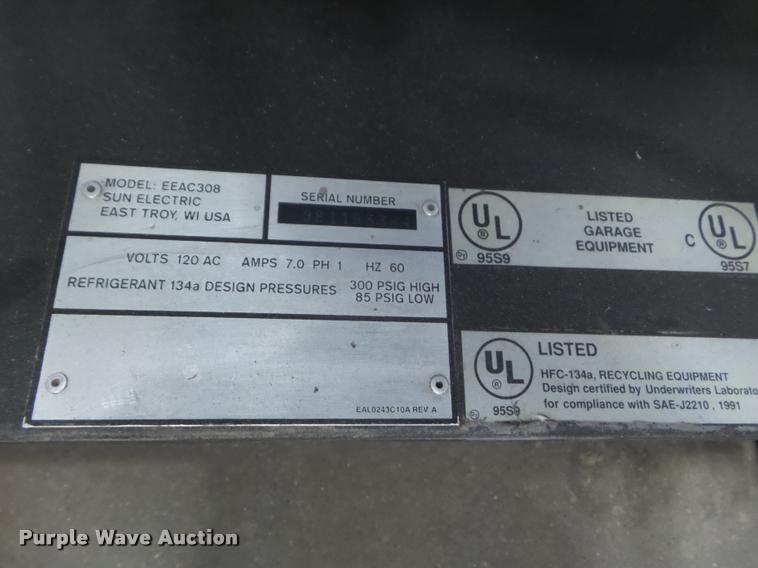 MODEL: EEAC308
SUN ELECTRIC
EAST TROY, WI USA
SERIAL NUMBER
VOLTS 120 AC AMPS 7.0 PH 1 HZ 60
REFRIGERANT 134a DESIGN PRESSURES 300 PSIG HIGH
85 PSIG LOW
EAL0243C10A REV A
UL
®
95S9
LISTED
GARAGE
EQUIPMENT
C
UL
®
95S7
UL
®
95S9
LISTED
HFC-134a, RECYCLING EQUIPMENT
Design certified by Underwriters Laborato
for compliance with SAE-J2210 , 1991
Purple Wave Auction